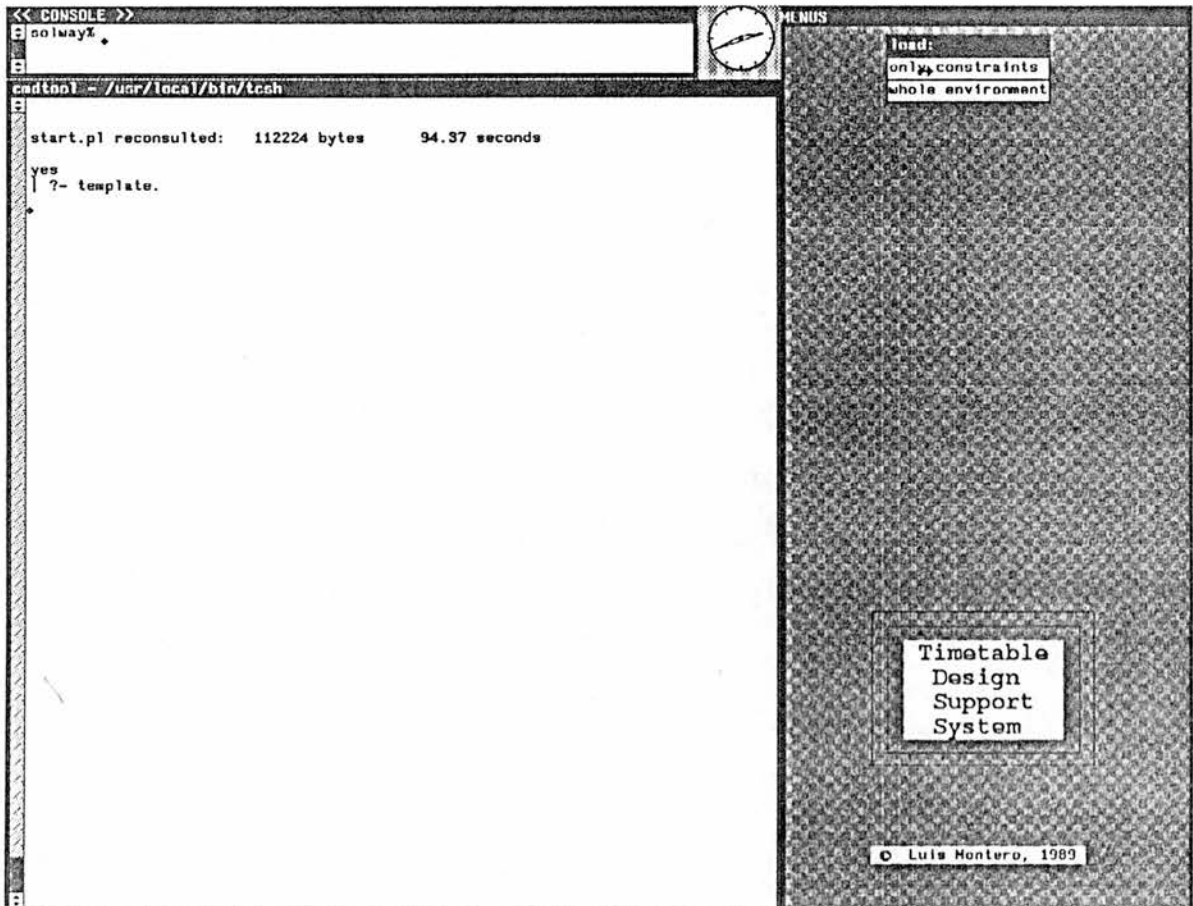 << CONSOLE >>
solway%
cmdtool - /usr/local/bin/tcsh
start.pl reconsulted: 112224 bytes 94.37 seconds
yes
| ?- template.
MENUS
load:
only constraints
whole environment
Timetable
Design
Support
System
© Luis Montero, 1989